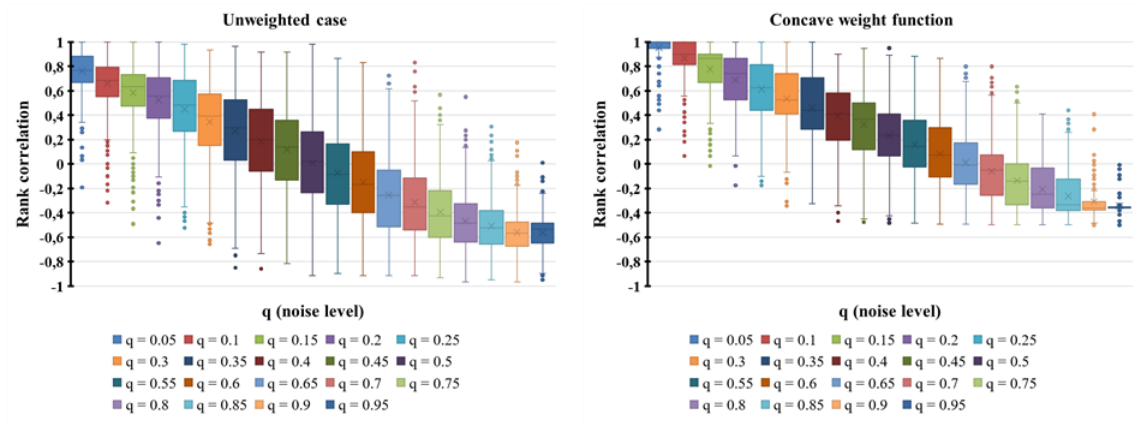 Unweighted case
Rank correlation
1
0,8
0,6
0,4
0,2
0
-0,2
-0,4
-0,6
-0,8
-1
q (noise level)
q = 0.05 q = 0.1 q = 0.15 q = 0.2 q = 0.25
q = 0.3 q = 0.35 q = 0.4 q = 0.45 q = 0.5
q = 0.55 q = 0.6 q = 0.65 q = 0.7 q = 0.75
q = 0.8 q = 0.85 q = 0.9 q = 0.95
Concave weight function
Rank correlation
1
0,8
0,6
0,4
0,2
0
-0,2
-0,4
-0,6
-0,8
-1
q (noise level)
q = 0.05 q = 0.1 q = 0.15 q = 0.2 q = 0.25
q = 0.3 q = 0.35 q = 0.4 q = 0.45 q = 0.5
q = 0.55 q = 0.6 q = 0.65 q = 0.7 q = 0.75
q = 0.8 q = 0.85 q = 0.9 q = 0.95